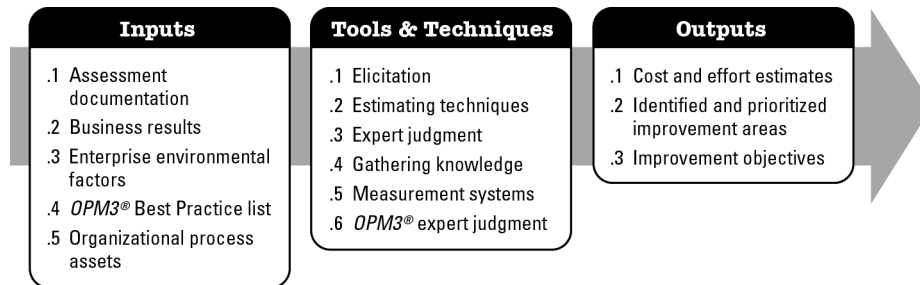 Inputs
.1 Assessment
documentation
.2 Business results
.3 Enterprise environmental
factors
.4 OPM3® Best Practice list
.5 Organizational process
assets
Tools & Techniques
.1 Elicitation
.2 Estimating techniques
.3 Expert judgment
.4 Gathering knowledge
.5 Measurement systems
.6 OPM3® expert judgment
Outputs
.1 Cost and effort estimates
.2 Identified and prioritized
improvement areas
.3 Improvement objectives